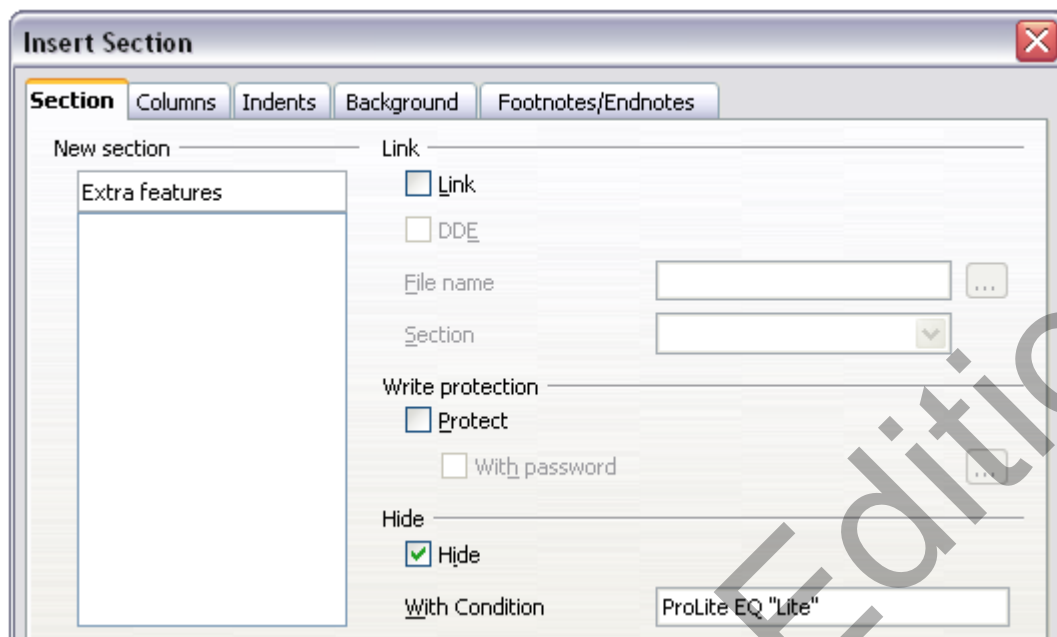 Insert Section
Section Columns Indents Background Footnotes/Endnotes
New section Link
Extra features
Link
DDE
File name ...
Section
Write protection
Protect
With password ...
Hide
Hide
With Condition ProLite EQ "Lite"
Editio